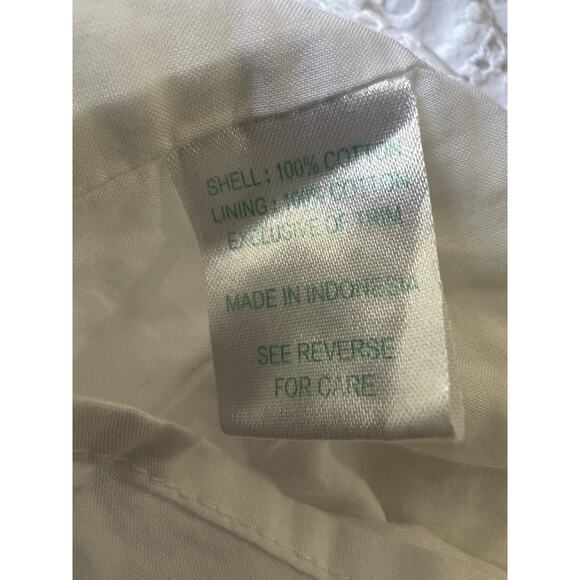 SHELL : 100% COTTON
LINING : 100% COTTON
EXCLUSIVE OF TRIM
MADE IN INDONESIA
SEE REVERSE
FOR CARE